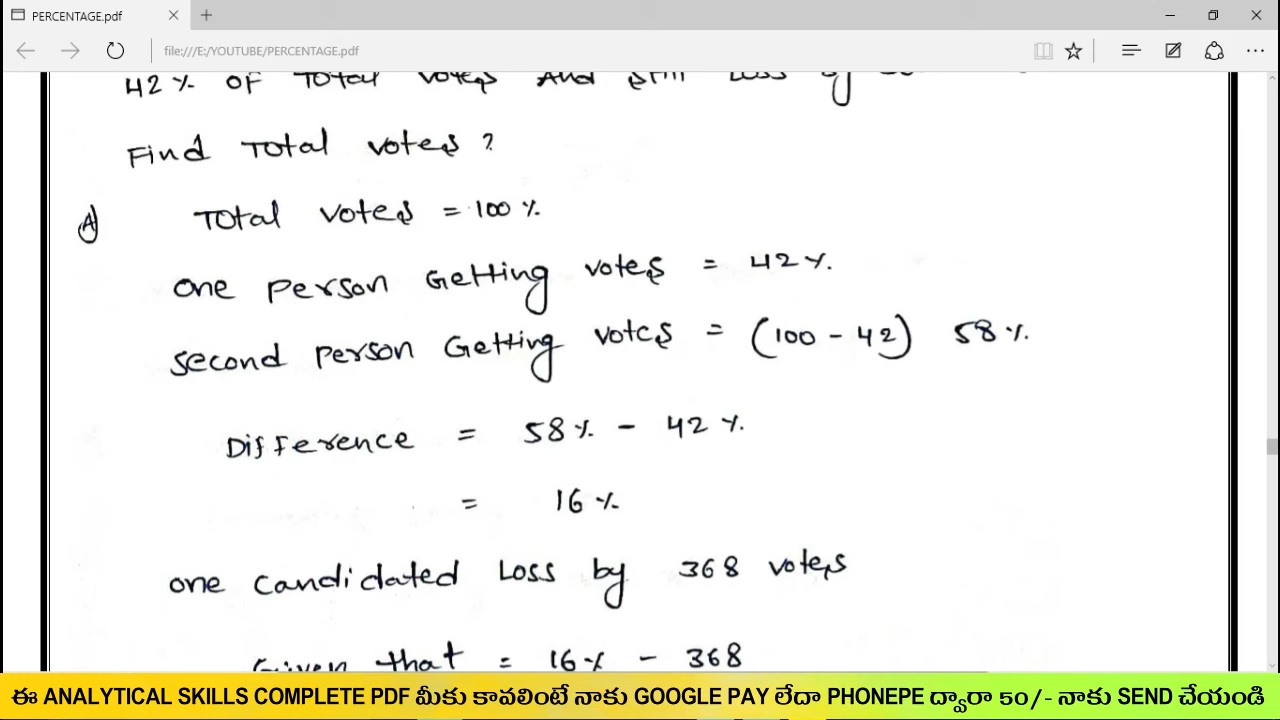 PERCENTAGE.pdf
file:///E:/YOUTUBE/PERCENTAGE.pdf
42% OF Total votes And still Loss by
Find Total votes ?
A) Total votes = 100 %
one person Getting votes = 42 %.
second person Getting votes = (100 - 42) 58 %.
Difference = 58 % - 42 %.
= 16 %
one candidated Loss by 368 votes
Given that = 16 % - 368
ఈ ANALYTICAL SKILLS COMPLETE PDF మీకు కావలింటే నాకు GOOGLE PAY లేదా PHONEPE ద్వారా 50/- నాకు SEND చేయండి